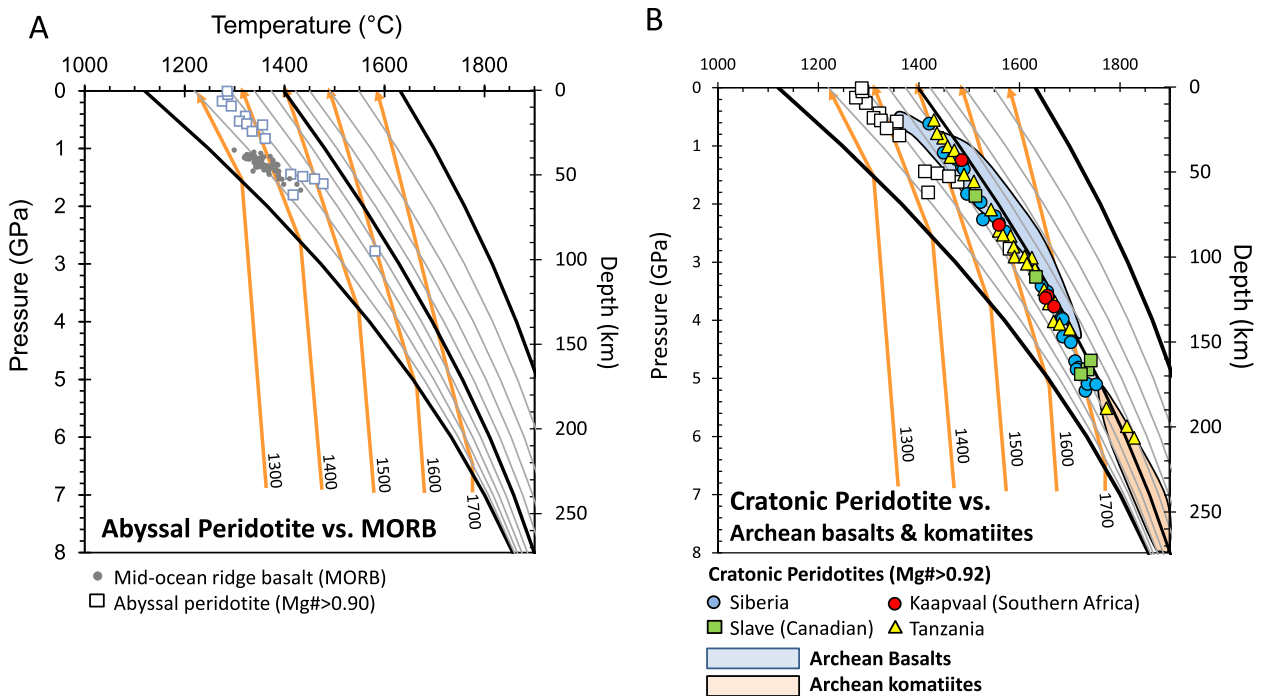 A
Temperature (°C)
1000 1200 1400 1600 1800
0
1
2
3
4
5
6
7
8
Pressure (GPa)
0
50
100
150
200
250
Depth (km)
1300
1400
1500
1600
1700
Abyssal Peridotite vs. MORB
Mid-ocean ridge basalt (MORB)
Abyssal peridotite (Mg#>0.90)
B
1000 1200 1400 1600 1800
0
1
2
3
4
5
6
7
8
Pressure (GPa)
0
50
100
150
200
250
Depth (km)
1300
1400
1500
1600
1700
Cratonic Peridotite vs.
Archean basalts & komatiites
Cratonic Peridotites (Mg#>0.92)
Siberia Kaapvaal (Southern Africa)
Slave (Canadian) Tanzania
Archean Basalts
Archean komatiites